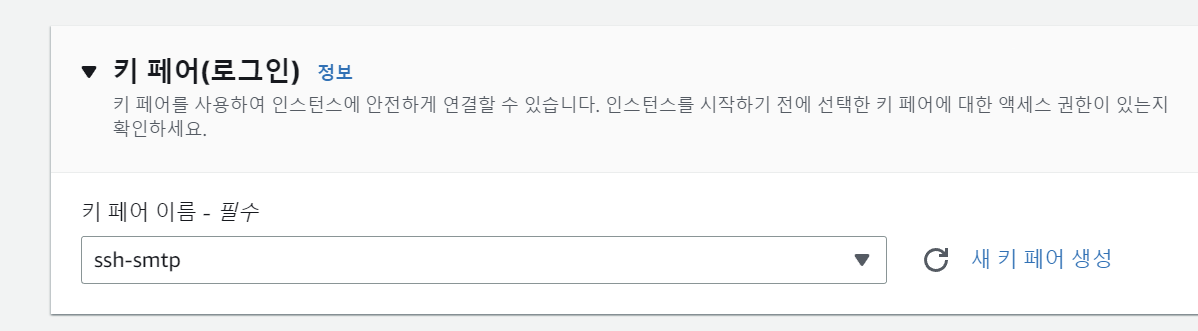 키 페어(로그인) 정보
키 페어를 사용하여 인스턴스에 안전하게 연결할 수 있습니다. 인스턴스를 시작하기 전에 선택한 키 페어에 대한 액세스 권한이 있는지
확인하세요.
키 페어 이름 - 필수
ssh-smtp
새 키 페어 생성